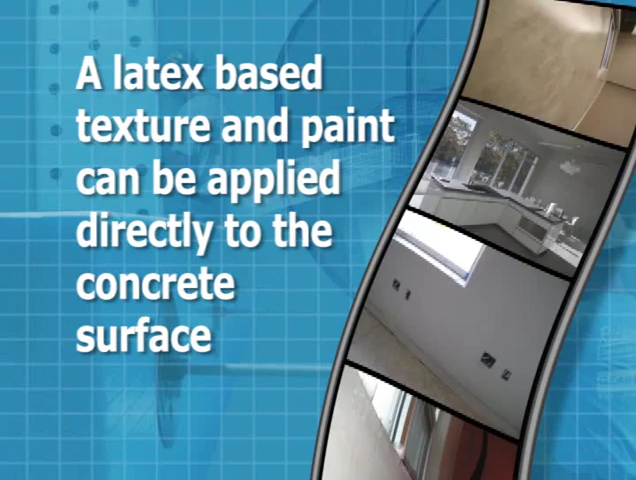 A latex based
texture and paint
can be applied
directly to the
concrete
surface